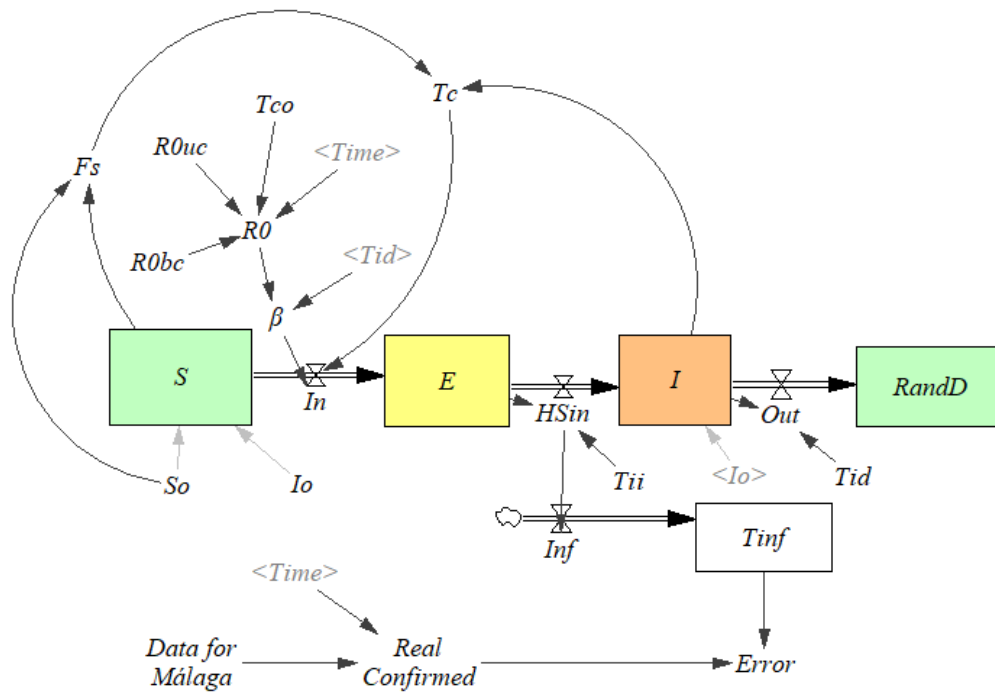 Tc
Tco
R0uc
<Time>
Fs
R0
R0bc
<Tid>
β
S
In
E
HSin
I
Out
RandD
So
Io
Tii
<Io>
Tid
Inf
Tinf
<Time>
Data for
Málaga
Real
Confirmed
Error